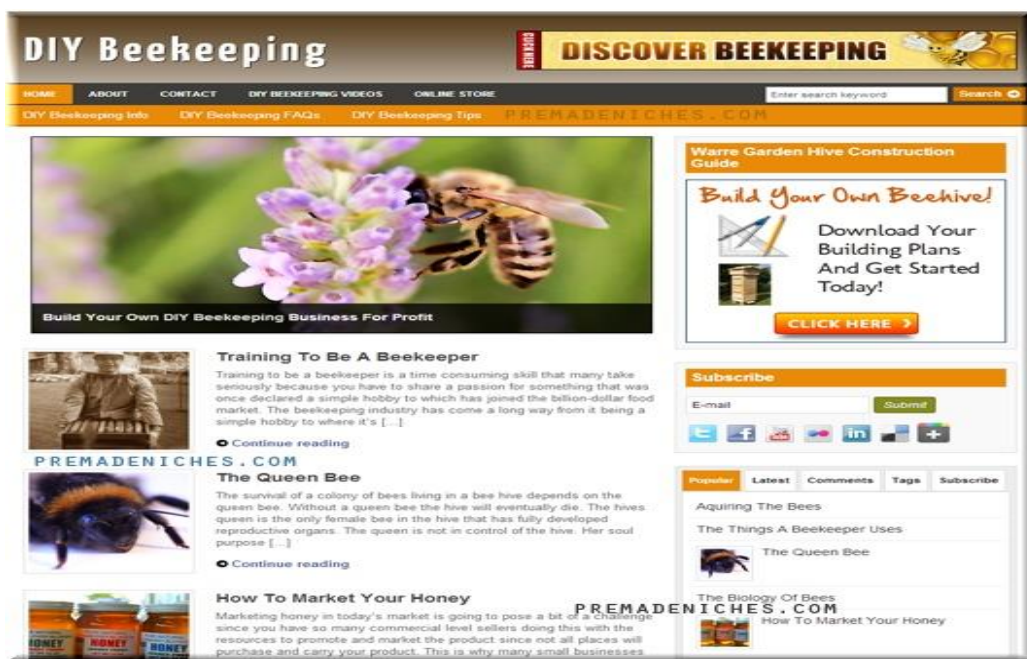 DIY Beekeeping
CLICK HERE
DISCOVER BEEKEEPING
HOME ABOUT CONTACT DIY BEEKEEPING VIDEOS ONLINE STORE
Enter search keyword Search
DIY Beekeeping Info DIY Beekeeping FAQs DIY Beekeeping Tips PREMADENICHES.COM
Build Your Own DIY Beekeeping Business For Profit
Training To Be A Beekeeper
Training to be a beekeeper is a time consuming skill that many take
seriously because you have to share a passion for something that was
once declared a simple hobby to which has joined the billion-dollar food
market. The beekeeping industry has come a long way from it being a
simple hobby to where it's [...]
Continue reading
PREMADENICHES.COM
The Queen Bee
The survival of a colony of bees living in a bee hive depends on the
queen bee. Without a queen bee the hive will eventually die. The hives
queen is the only female bee in the hive that has fully developed
reproductive organs. The queen is not in control of the hive. Her soul
purpose [...]
Continue reading
How To Market Your Honey
Marketing honey in today's market is going to pose a bit of a challenge
since you have so many commercial level sellers doing this with the
resources to promote and market the product since not all places will
purchase and carry your product. This is why many small businesses
HONEY HONEY HONEY
Warre Garden Hive Construction
Guide
Build Your Own Beehive!
Download Your
Building Plans
And Get Started
Today!
CLICK HERE
Subscribe
E-mail Submit
in
Popular Latest Comments Tags Subscribe
Aquiring The Bees
The Things A Beekeeper Uses
The Queen Bee
The Biology Of Bees
PREMADENICHES.COM
How To Market Your Honey